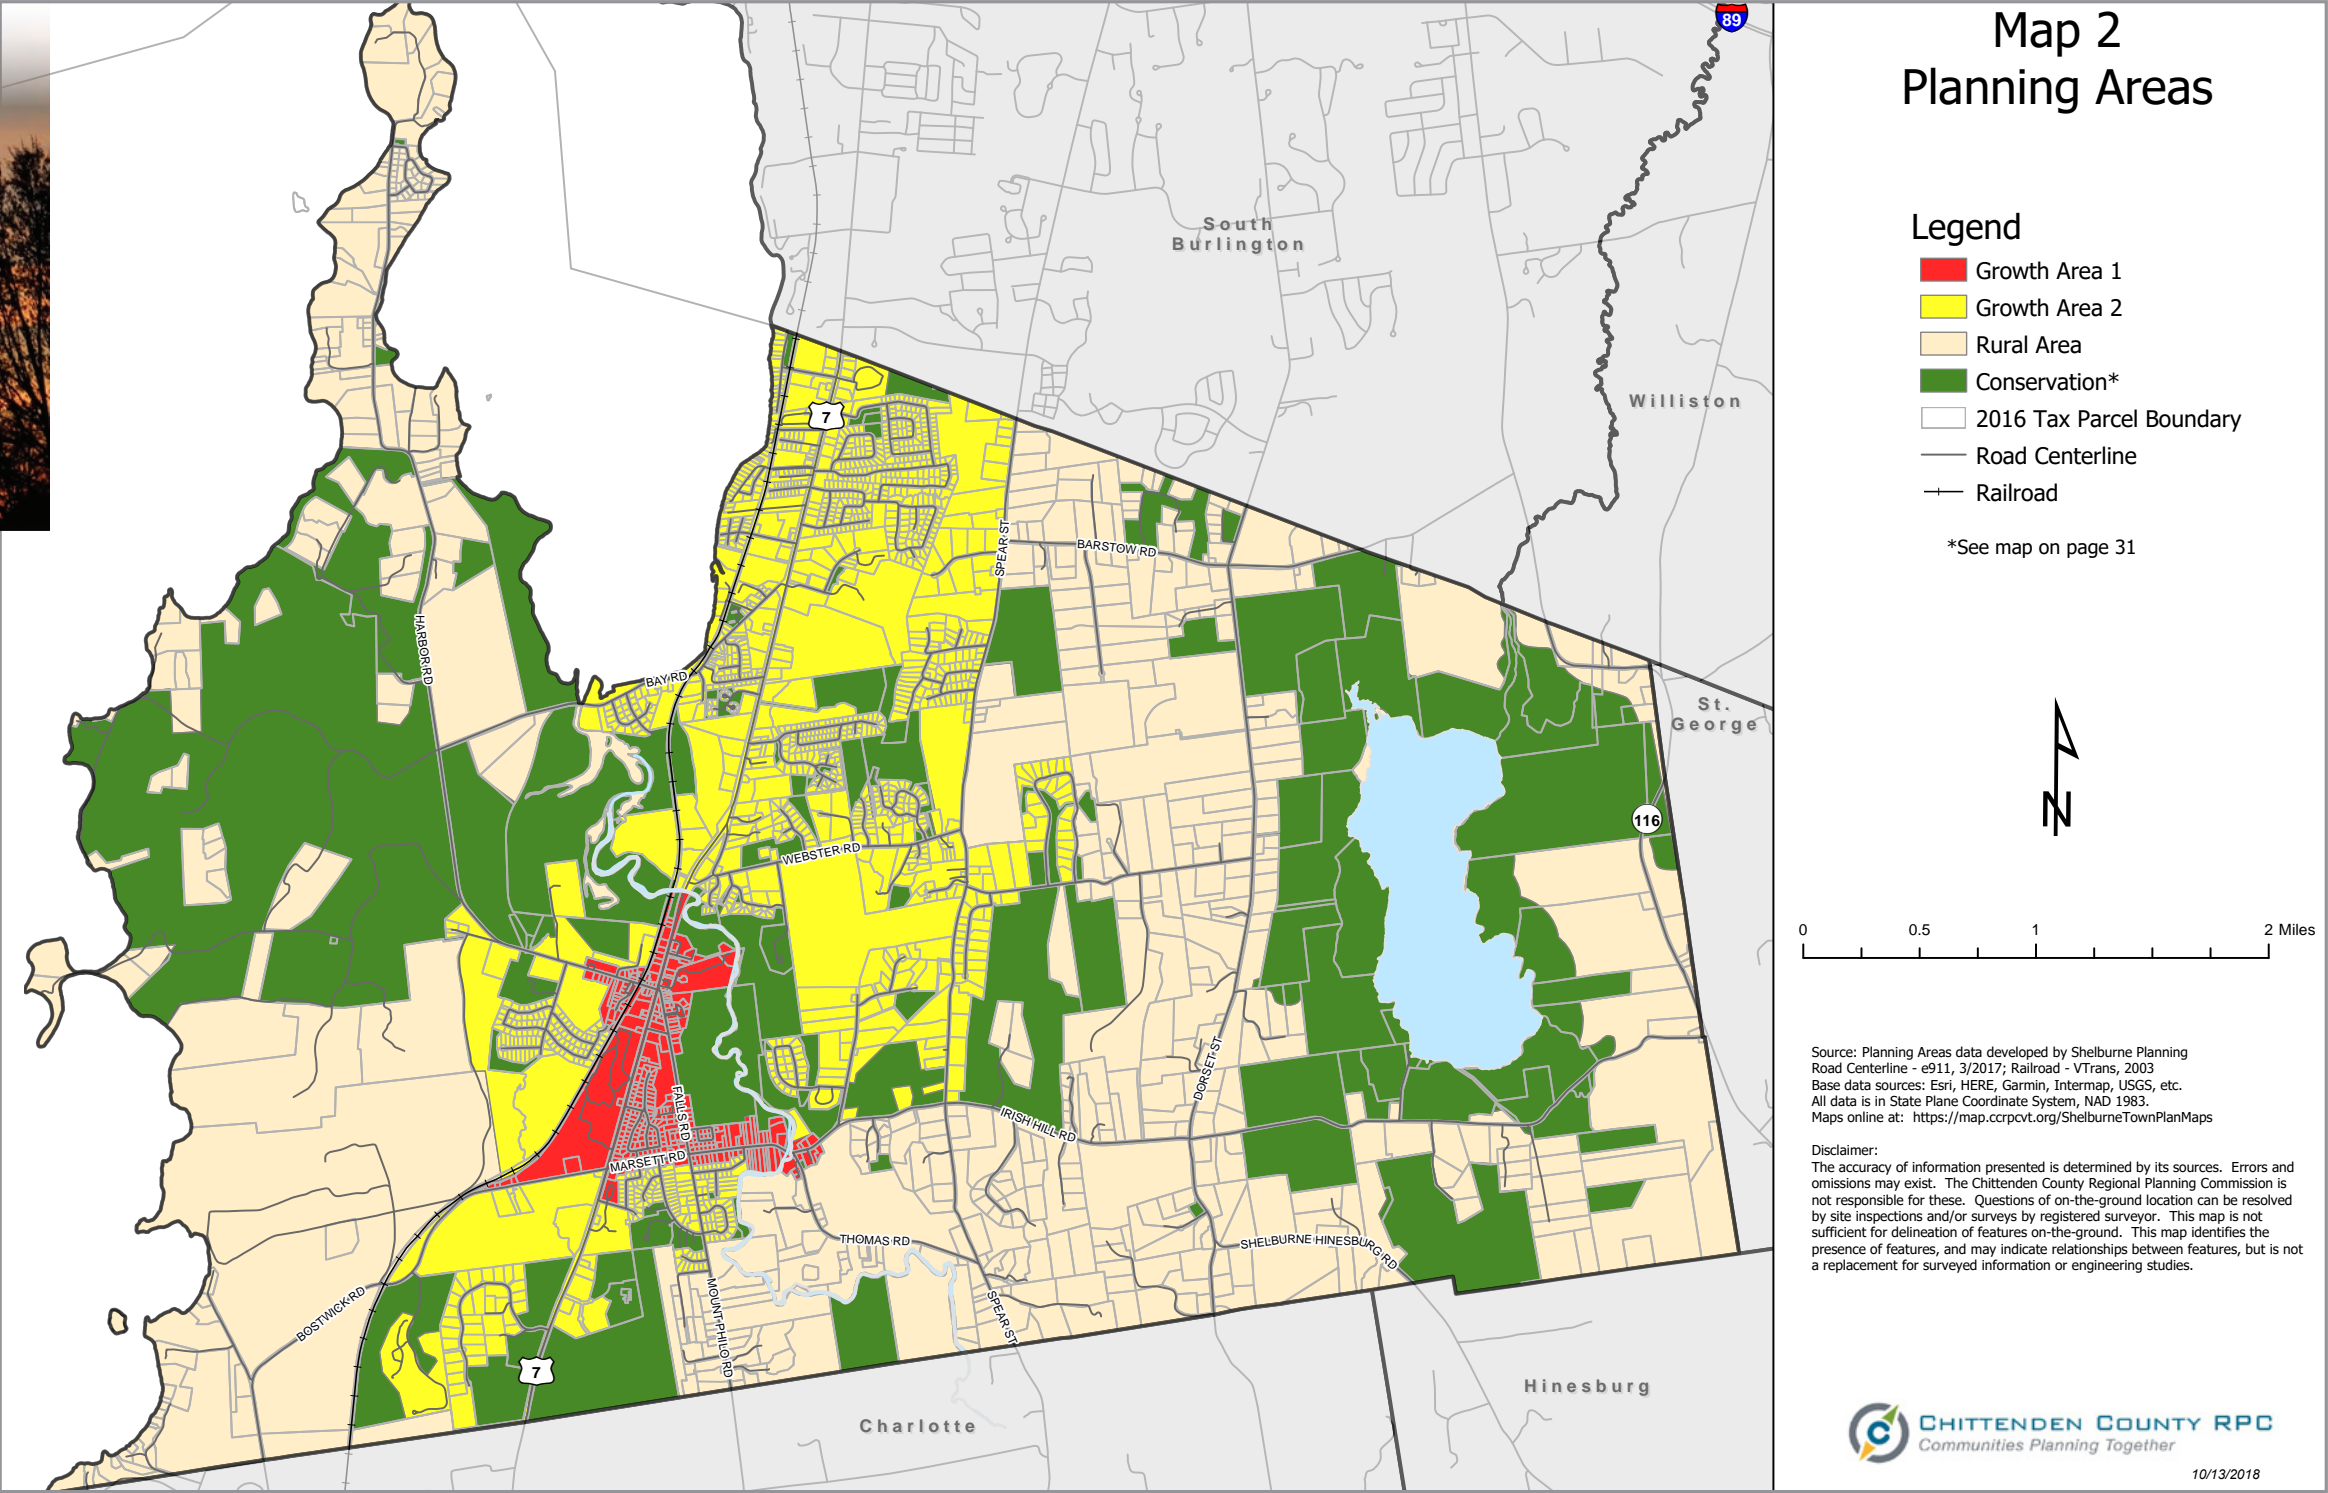 Map 2
Planning Areas
Legend
Growth Area 1
Growth Area 2
Rural Area
Conservation*
2016 Tax Parcel Boundary
Road Centerline
Railroad
*See map on page 31
N
0 0.5 1 2 Miles
Source: Planning Areas data developed by Shelburne Planning
Road Centerline - e911, 3/2017; Railroad - VTrans, 2003
Base data sources: Esri, HERE, Garmin, Intermap, USGS, etc.
All data is in State Plane Coordinate System, NAD 1983.
Maps online at: https://map.ccrpcvt.org/ShelburneTownPlanMaps
Disclaimer:
The accuracy of information presented is determined by its sources. Errors and
omissions may exist. The Chittenden County Regional Planning Commission is
not responsible for these. Questions of on-the-ground location can be resolved
by site inspections and/or surveys by registered surveyor. This map is not
sufficient for delineation of features on-the-ground. This map identifies the
presence of features, and may indicate relationships between features, but is not
a replacement for surveyed information or engineering studies.
CHITTENDEN COUNTY RPC
Communities Planning Together
10/13/2018
89
South
Burlington
Williston
St.
George
7
SPEAR ST
BARSTOW RD
HARBOR RD
BAY RD
116
WEBSTER RD
DORSET ST
FALLS RD
IRISH HILL RD
MARSETT RD
THOMAS RD
SHELBURNE HINESBURG RD
BOSTWICK RD
MOUNT PHILO RD
SPEAR ST
7
Hinesburg
Charlotte